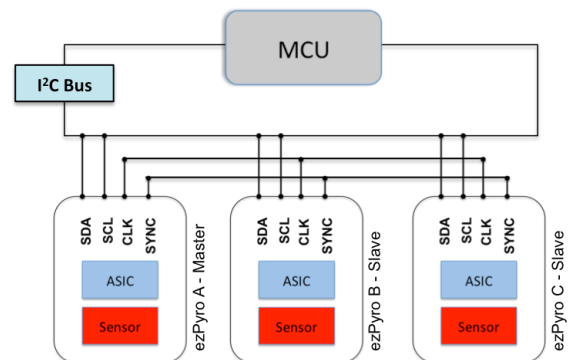 MCU
I²C Bus
SDA SCL CLK SYNC
ASIC
Sensor
ezPyro A - Master
SDA SCL CLK SYNC
ASIC
Sensor
ezPyro B - Slave
SDA SCL CLK SYNC
ASIC
Sensor
ezPyro C - Slave